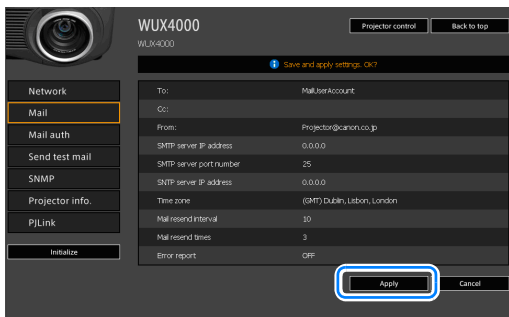 WUX4000
Projector control
Back to top
WUX4000
Save and apply settings. OK?
Network
Mail
Mail auth
Send test mail
SNMP
Projector info.
PJLink
Initialize
To: MailUserAccount
Cc:
From: Projector@canon.co.jp
SMTP server IP address 0.0.0.0
SMTP server port number 25
SNTP server IP address 0.0.0.0
Time zone (GMT) Dublin, Lisbon, London
Mail resend interval 10
Mail resend times 3
Error report OFF
Apply
Cancel